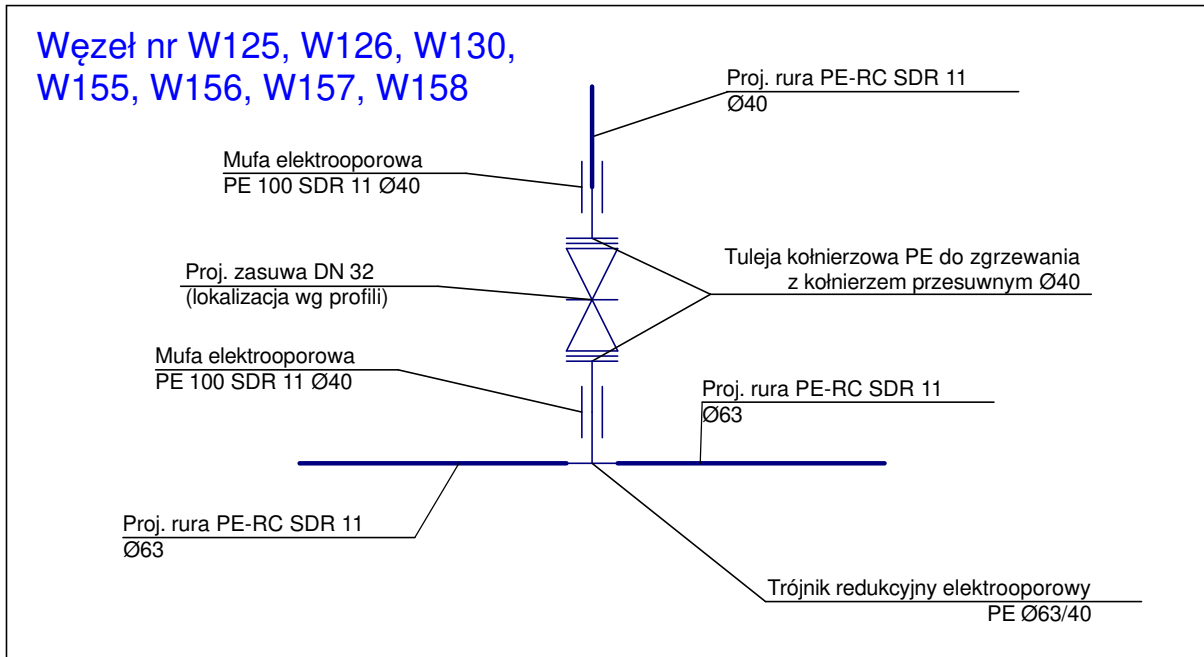 Węzeł nr W125, W126, W130,
W155, W156, W157, W158
Proj. rura PE-RC SDR 11
Ø40
Mufa elektrooporowa
PE 100 SDR 11 Ø40
Tuleja kołnierzowa PE do zgrzewania
z kołnierzem przesuwnym Ø40
Proj. zasuwa DN 32
(lokalizacja wg profili)
Mufa elektrooporowa
PE 100 SDR 11 Ø40
Proj. rura PE-RC SDR 11
Ø63
Proj. rura PE-RC SDR 11
Ø63
Trójnik redukcyjny elektrooporowy
PE Ø63/40